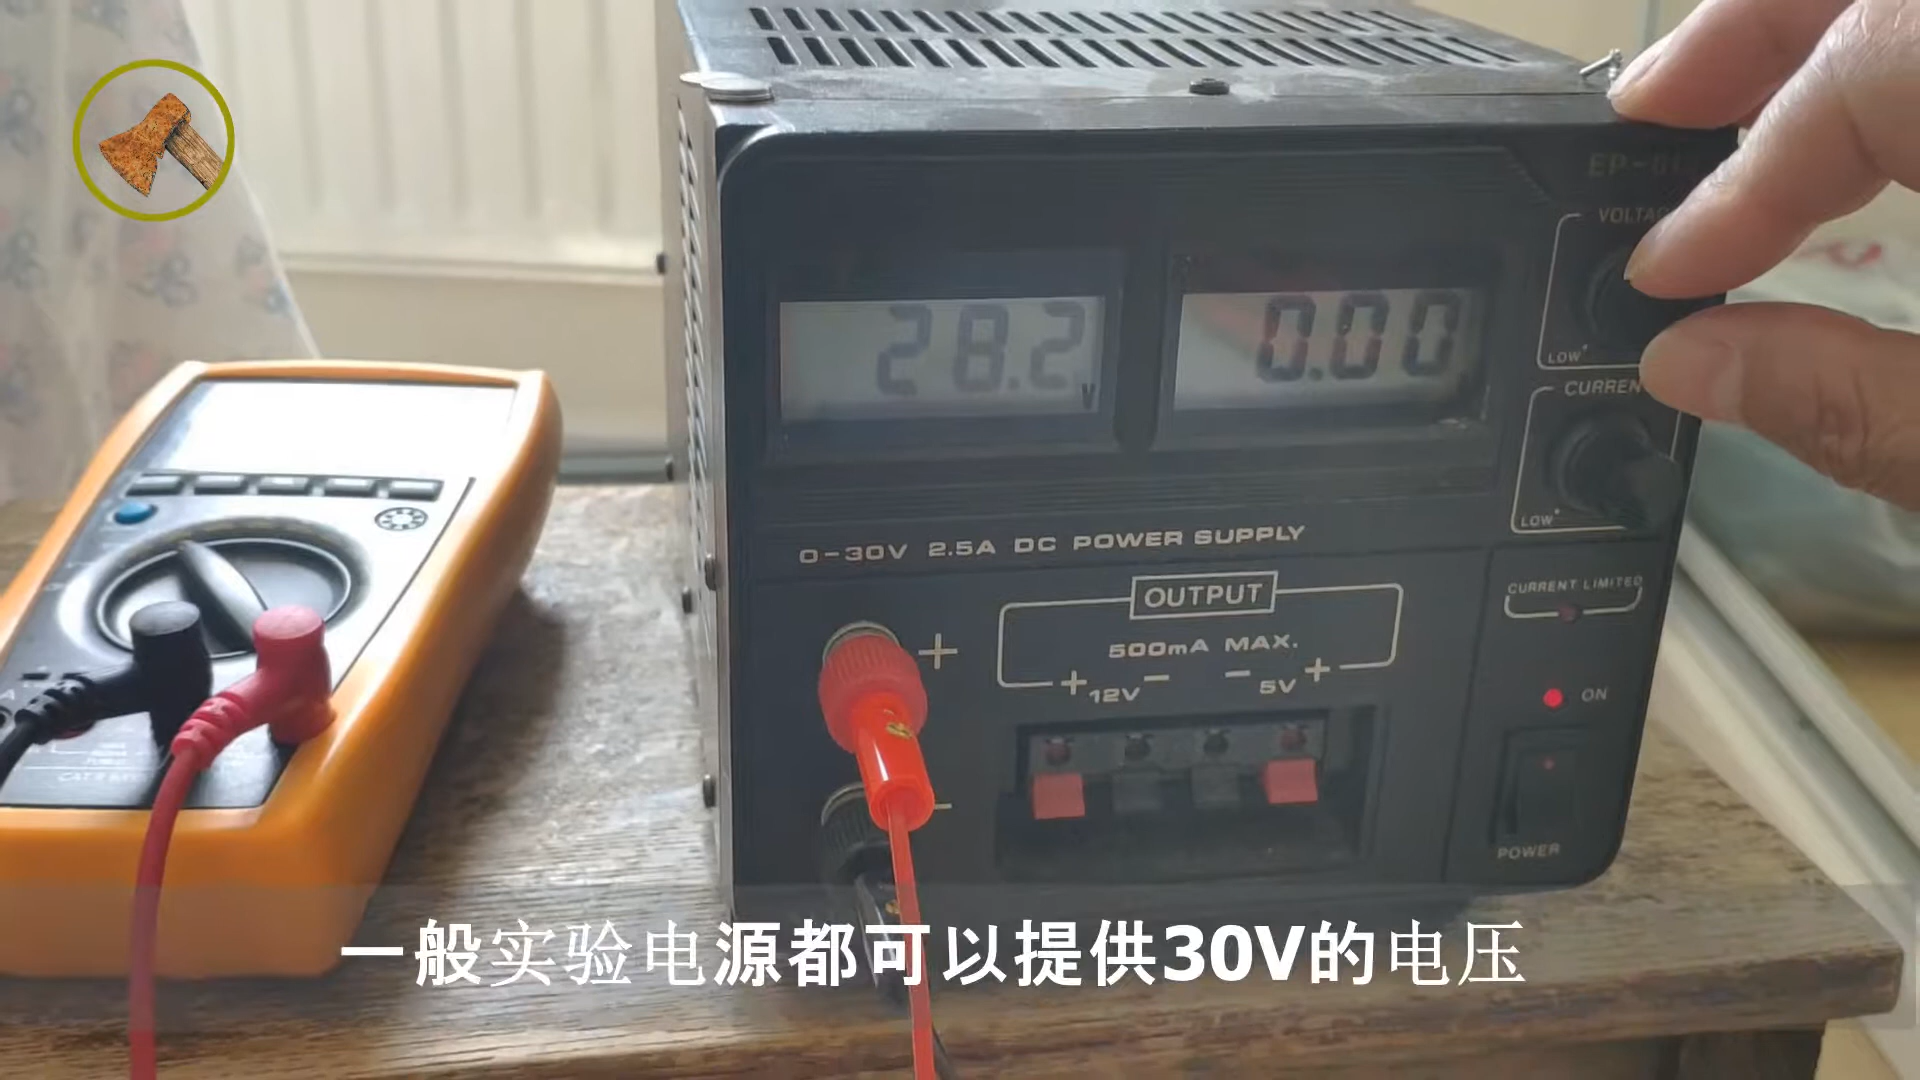 VOLTAG
28.2
V
0.00
LOW
CURREN
LOW
0-30V 2.5A DC POWER SUPPLY
CURRENT LIMITED
OUTPUT
500mA MAX.
+
+ 12V - - 5V +
ON
-
POWER
一般实验电源都可以提供30V的电压